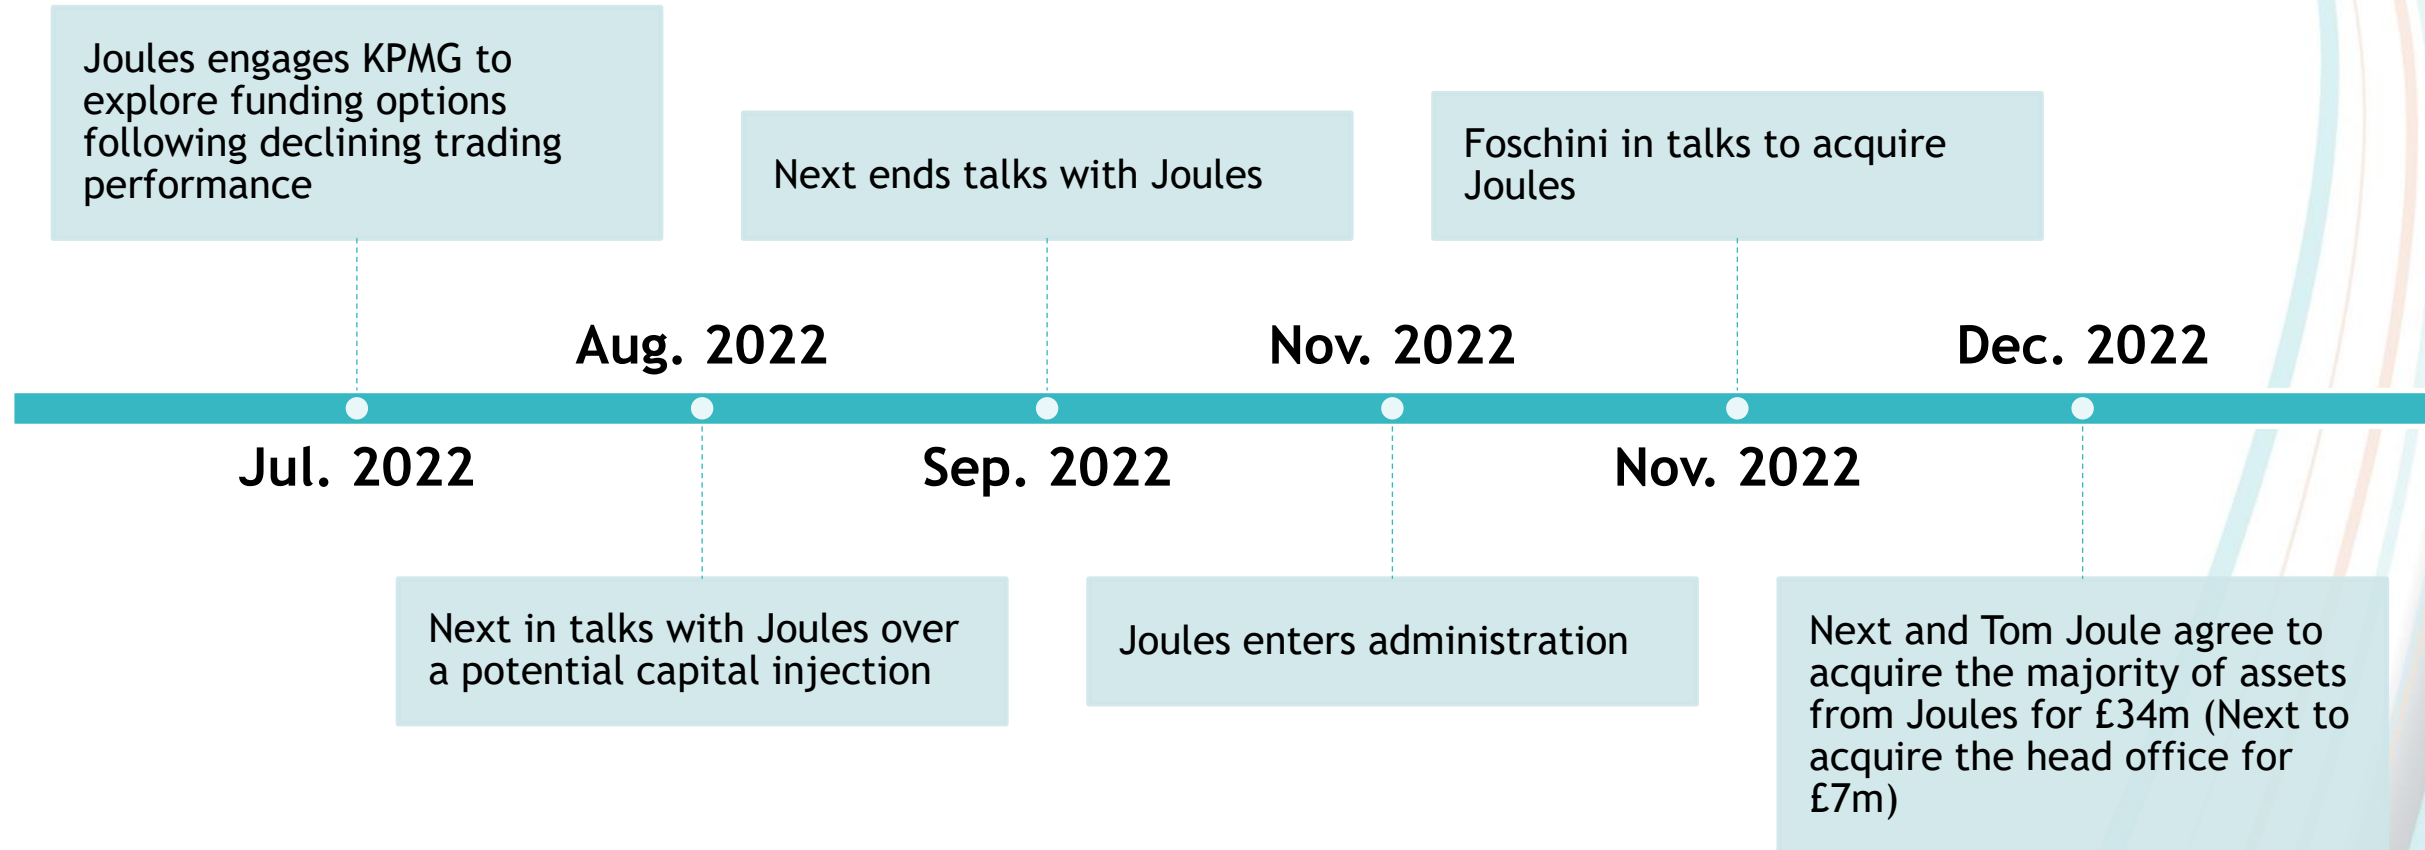 Joules engages KPMG to
explore funding options
following declining trading
performance
Jul. 2022
Aug. 2022
Next in talks with Joules over
a potential capital injection
Next ends talks with Joules
Sep. 2022
Nov. 2022
Joules enters administration
Foschini in talks to acquire
Joules
Nov. 2022
Dec. 2022
Next and Tom Joule agree to
acquire the majority of assets
from Joules for £34m (Next to
acquire the head office for
£7m)